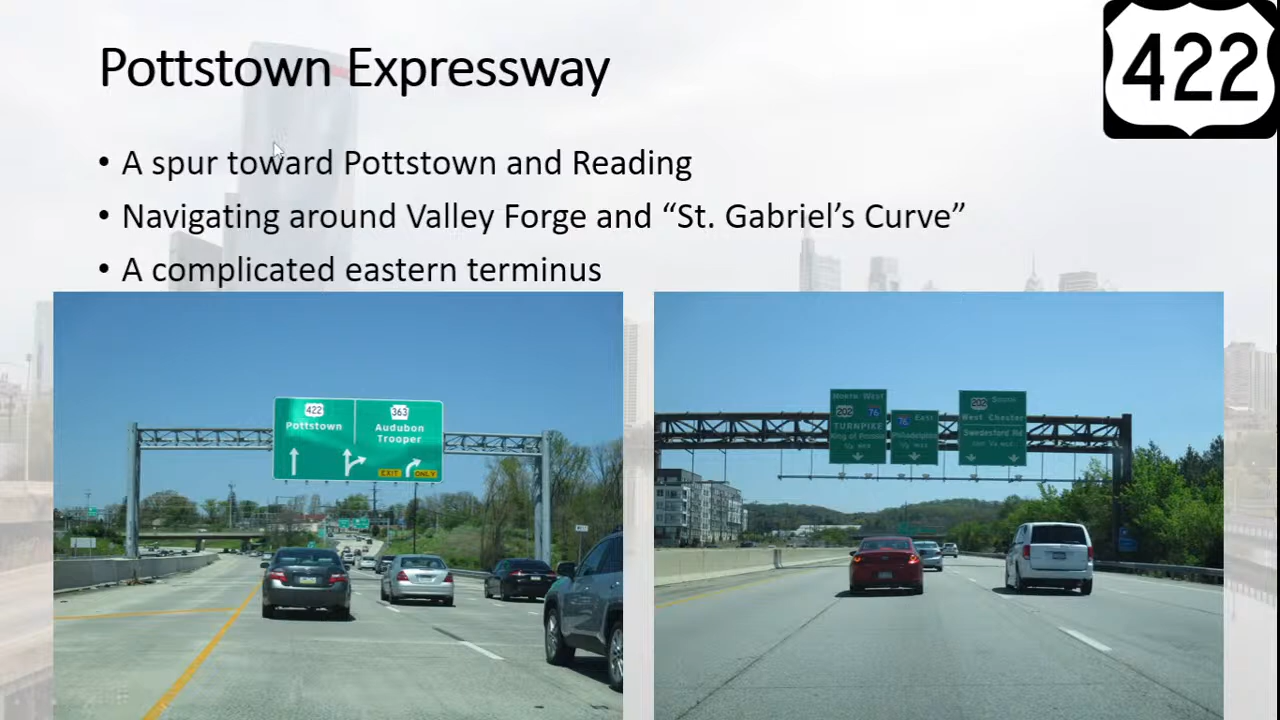 Pottstown Expressway
422
• A spur toward Pottstown and Reading
• Navigating around Valley Forge and “St. Gabriel’s Curve”
• A complicated eastern terminus
422
Pottstown
363
Audubon
Trooper
EXIT ONLY
North West
202 76
TURNPIKE
King of Prussia
76 East
Philadelphia
202 South
West Chester
Swedesford Rd